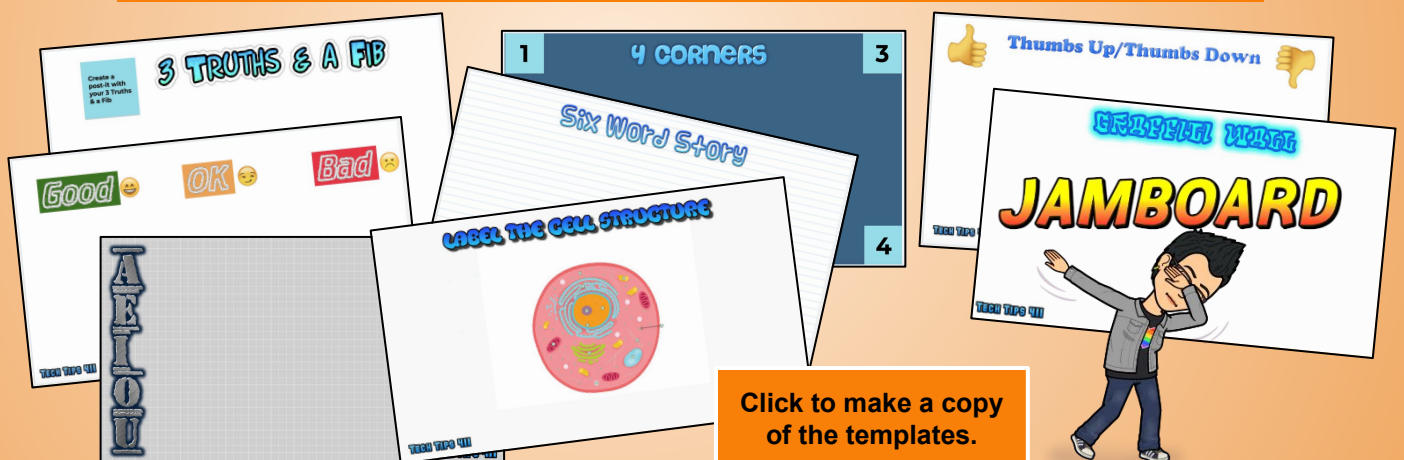 3 TRUTHS & A FIB
Create a
post-it with
your 3 Truths
& a Fib
Good
OK
Bad
TECH TIPS 411
A
E
I
O
U
1
4 CORNERS
3
4
Six Word Story
LABEL THE CELL STRUCTURE
TECH TIPS 411
Thumbs Up/Thumbs Down
TECH TIPS
GRAFFITI WALL
JAMBOARD
TECH TIPS 411
Click to make a copy
of the templates.